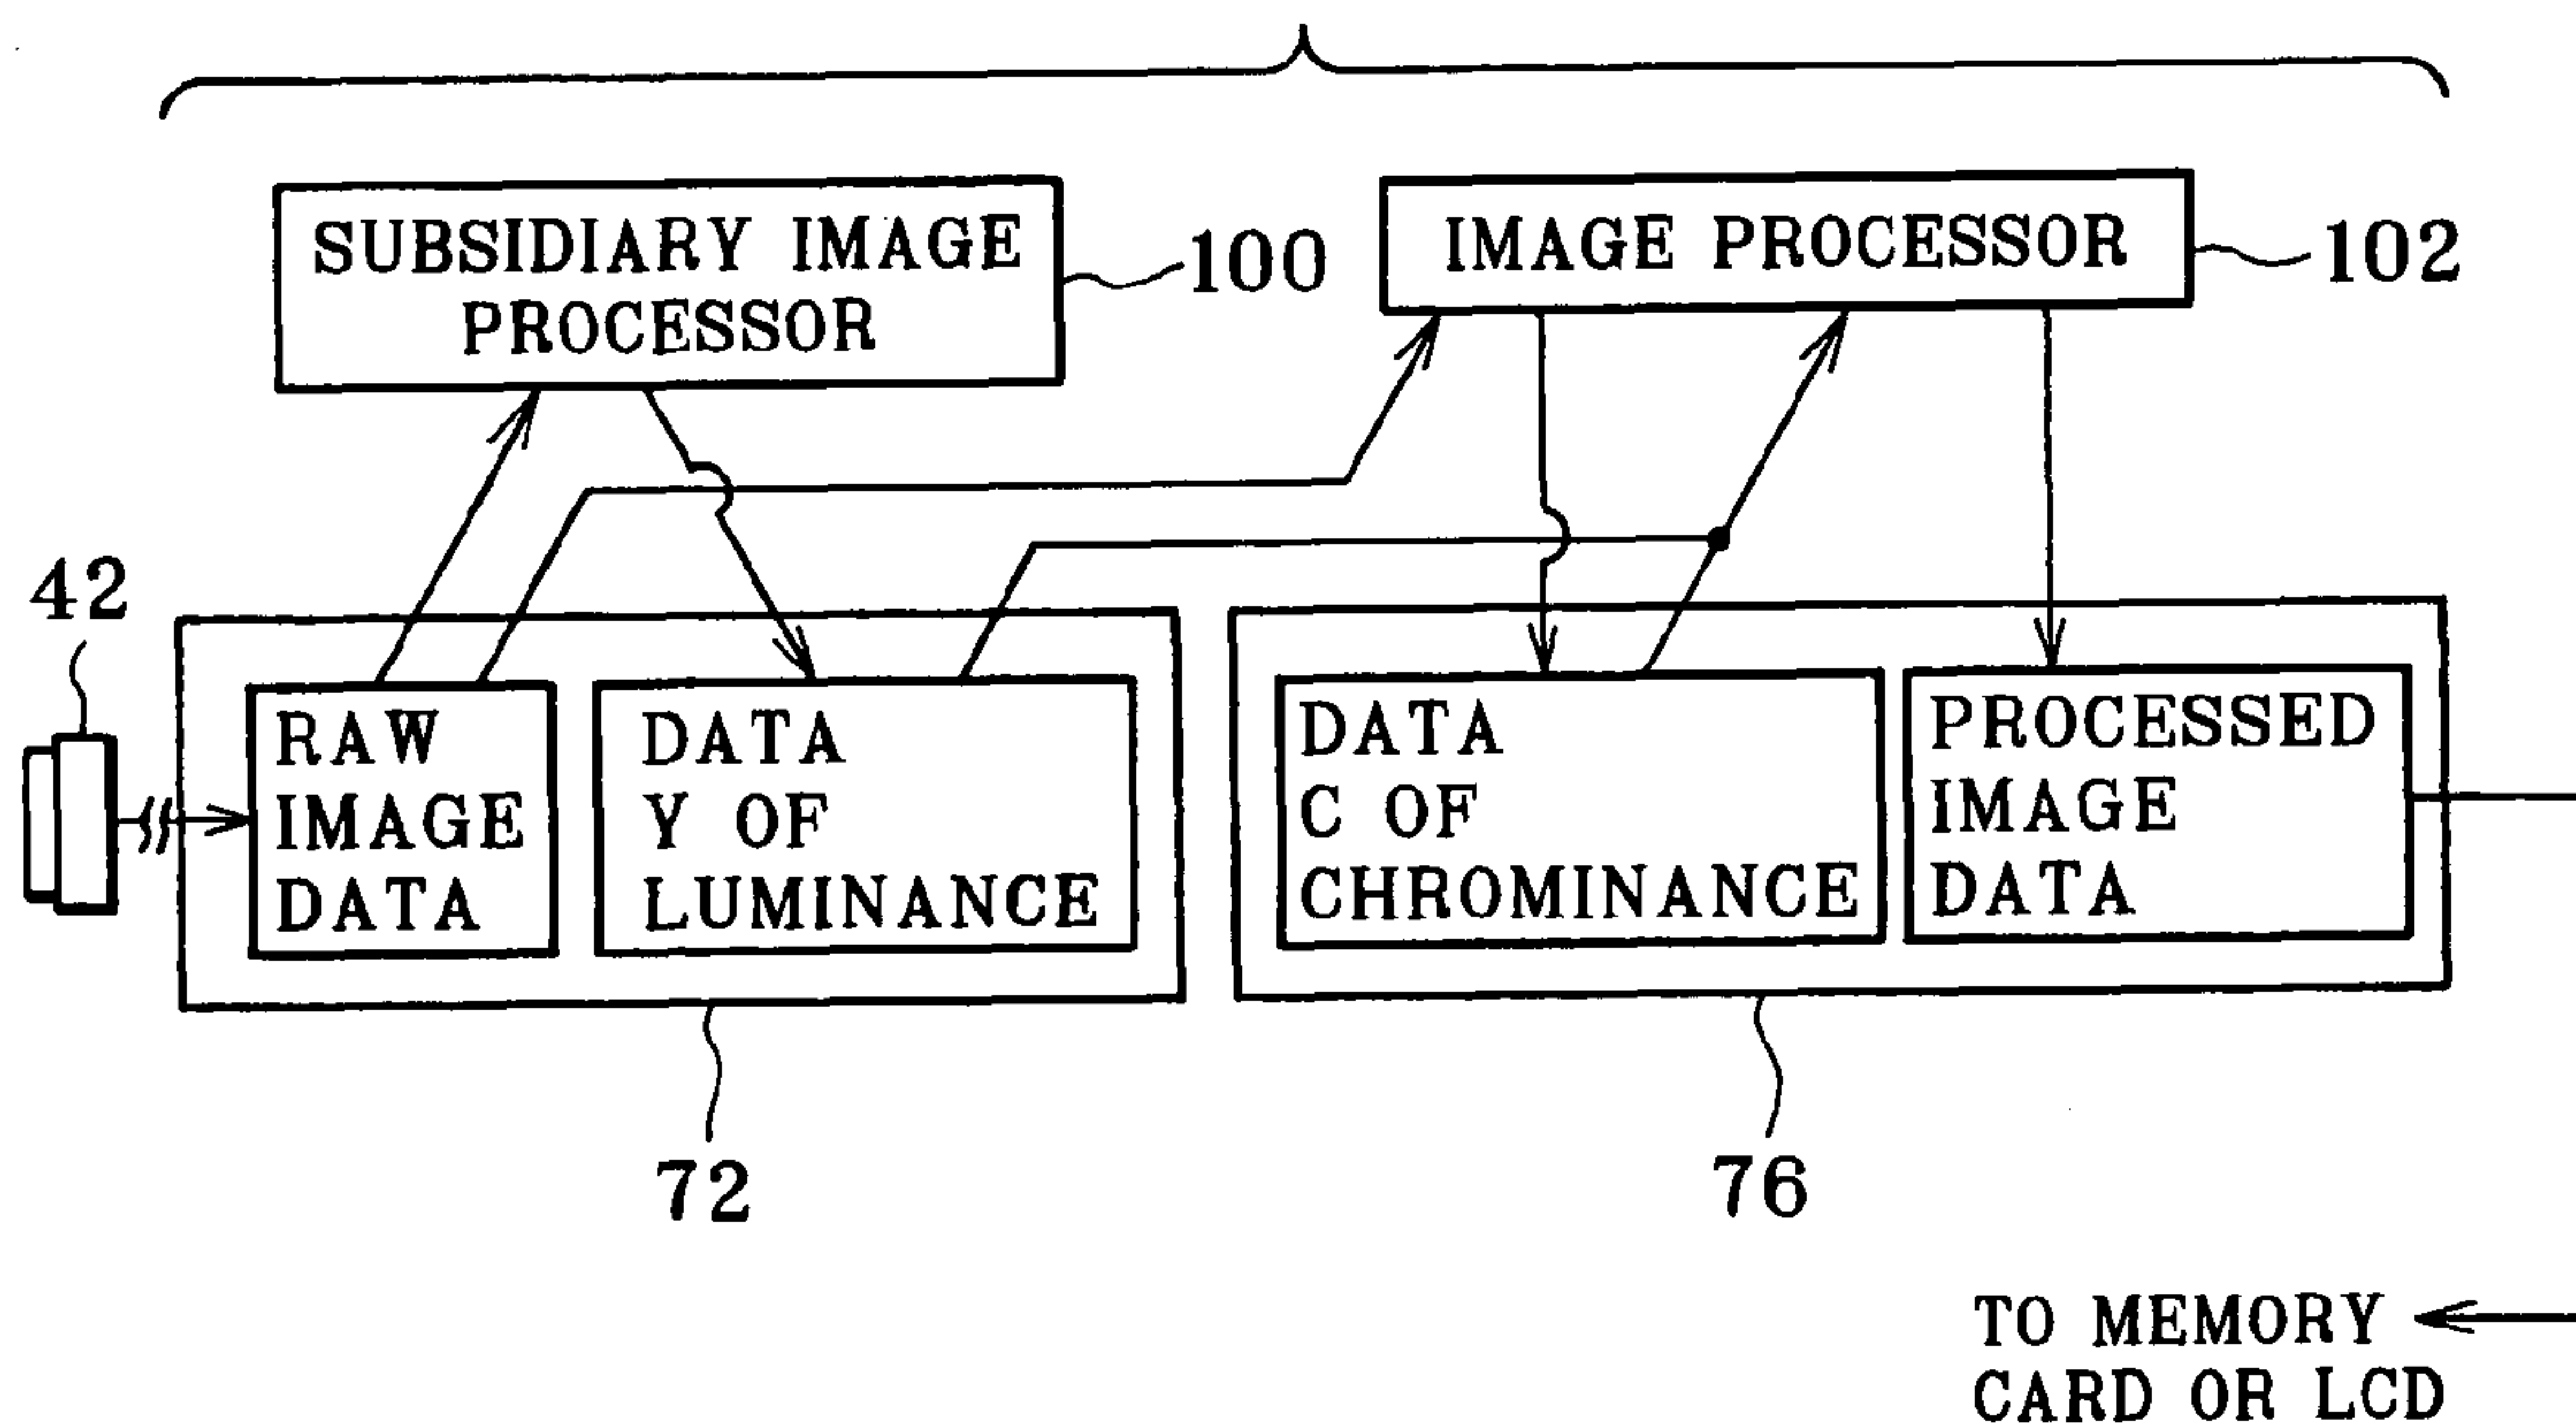 SUBSIDIARY IMAGE
PROCESSOR
100
IMAGE PROCESSOR
102
42
RAW
IMAGE
DATA
DATA
Y OF
LUMINANCE
DATA
C OF
CHROMINANCE
PROCESSED
IMAGE
DATA
72
76
TO MEMORY
CARD OR LCD